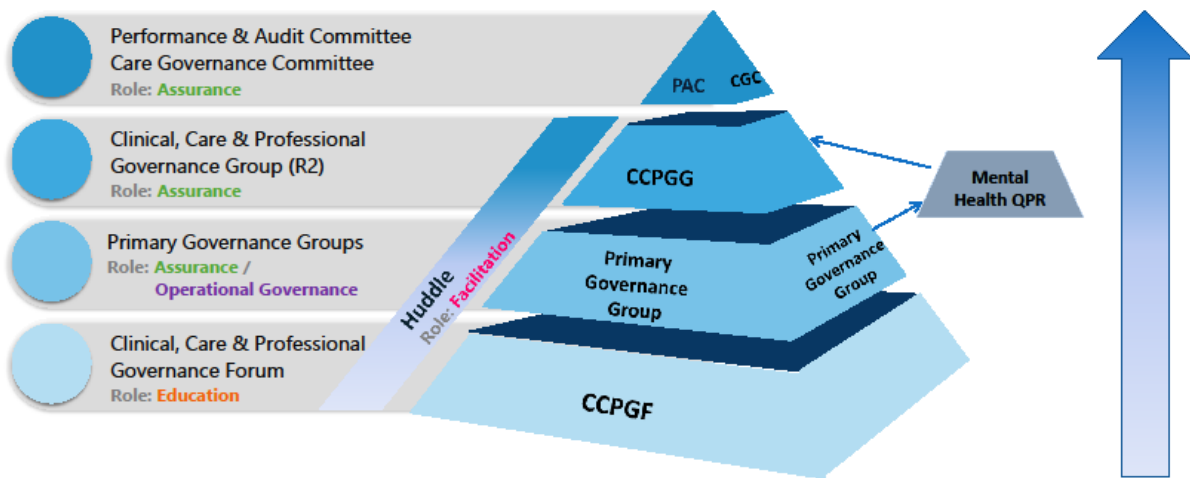 Performance & Audit Committee
Care Governance Committee
Role: Assurance
Clinical, Care & Professional
Governance Group (R2)
Role: Assurance
Primary Governance Groups
Role: Assurance /
Operational Governance
Clinical, Care & Professional
Governance Forum
Role: Education
Huddle
Role: Facilitation
PAC
CGC
CCPGG
Primary
Governance
Group
Primary
Governance
Group
CCPGF
Mental
Health QPR